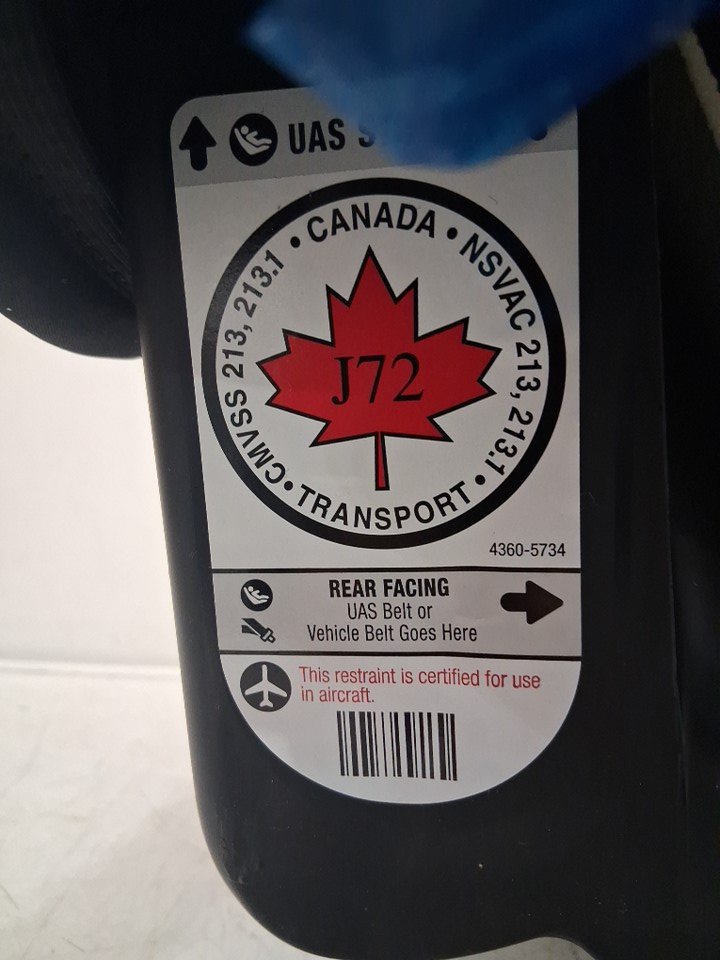 UAS
CANADA • NSVAC 213, 213.1 • TRANSPORT • CMVSS 213, 213.1 •
J72
4360-5734
REAR FACING
UAS Belt or
Vehicle Belt Goes Here
This restraint is certified for use
in aircraft.